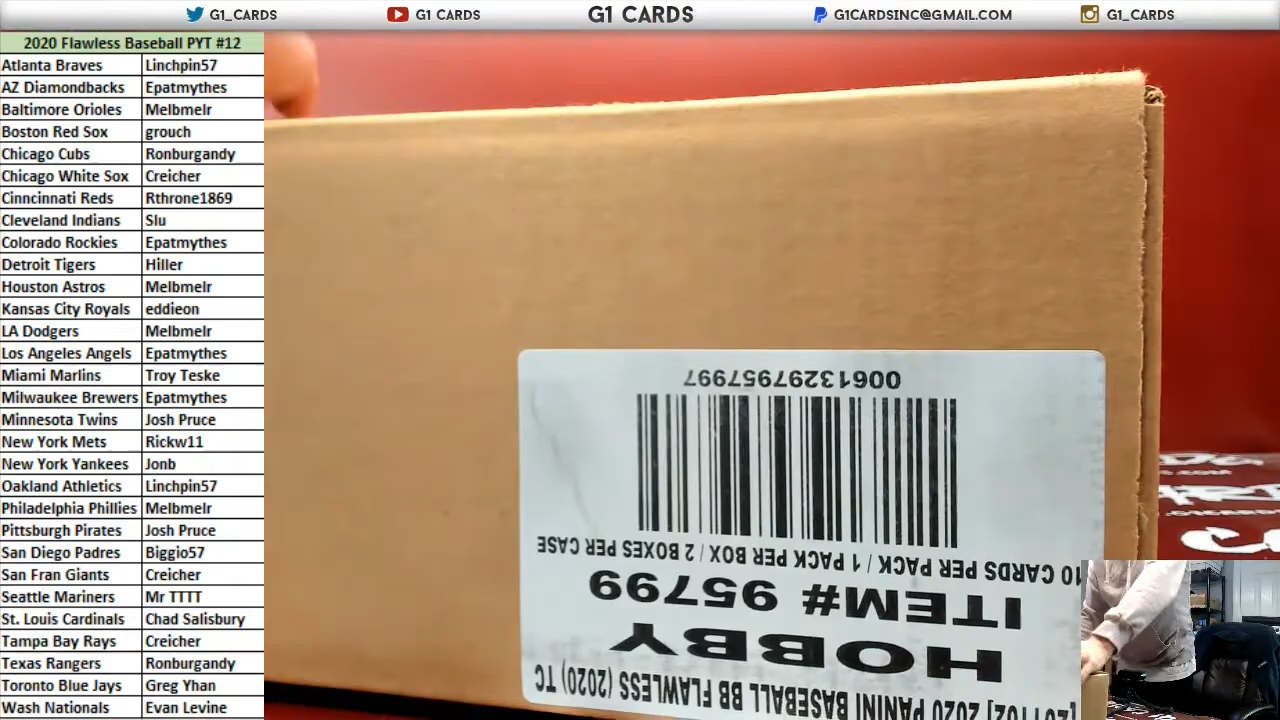 G1_CARDS G1 CARDS G1 CARDS G1CARDSINC@GMAIL.COM G1_CARDS
2020 Flawless Baseball PYT #12
Atlanta Braves Linchpin57
AZ Diamondbacks Epatmythes
Baltimore Orioles Melbmelr
Boston Red Sox grouch
Chicago Cubs Ronburgandy
Chicago White Sox Creicher
Cinncinnati Reds Rthrone1869
Cleveland Indians Slu
Colorado Rockies Epatmythes
Detroit Tigers Hiller
Houston Astros Melbmelr
Kansas City Royals eddieon
LA Dodgers Melbmelr
Los Angeles Angels Epatmythes
Miami Marlins Troy Teske
Milwaukee Brewers Epatmythes
Minnesota Twins Josh Pruce
New York Mets Rickw11
New York Yankees Jonb
Oakland Athletics Linchpin57
Philadelphia Phillies Melbmelr
Pittsburgh Pirates Josh Pruce
San Diego Padres Biggio57
San Fran Giants Creicher
Seattle Mariners Mr TTTT
St. Louis Cardinals Chad Salisbury
Tampa Bay Rays Creicher
Texas Rangers Ronburgandy
Toronto Blue Jays Greg Yhan
Wash Nationals Evan Levine
2020 PANINI BASEBALL BB FLAWLESS (2020) TC
HOBBY
ITEM# 95799
10 CARDS PER PACK / 1 PACK PER BOX / 2 BOXES PER CASE
00613297957997